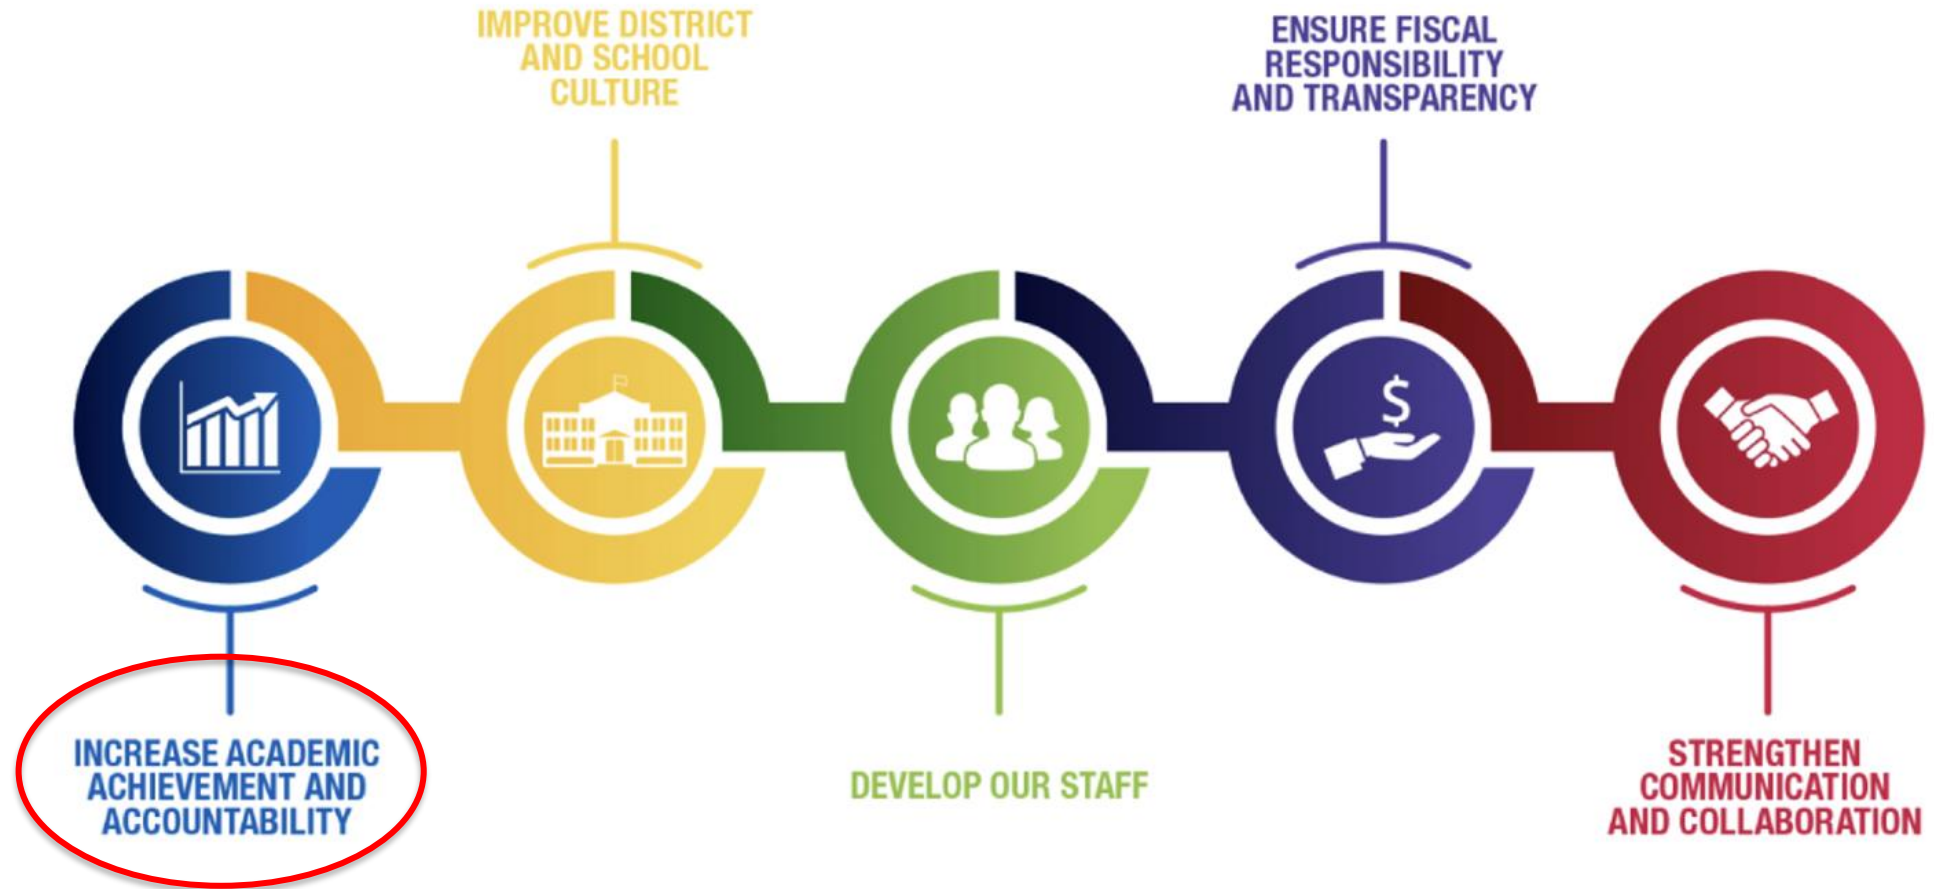 IMPROVE DISTRICT
AND SCHOOL
CULTURE
ENSURE FISCAL
RESPONSIBILITY
AND TRANSPARENCY
$
INCREASE ACADEMIC
ACHIEVEMENT AND
ACCOUNTABILITY
DEVELOP OUR STAFF
STRENGTHEN
COMMUNICATION
AND COLLABORATION